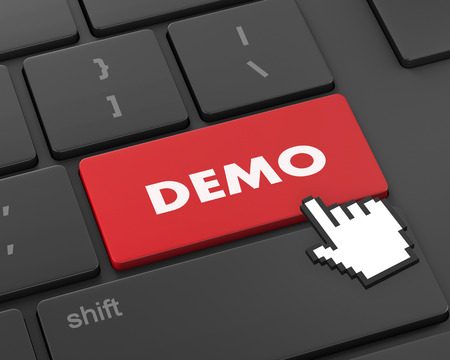 } |
] \
" DEMO
,
shift